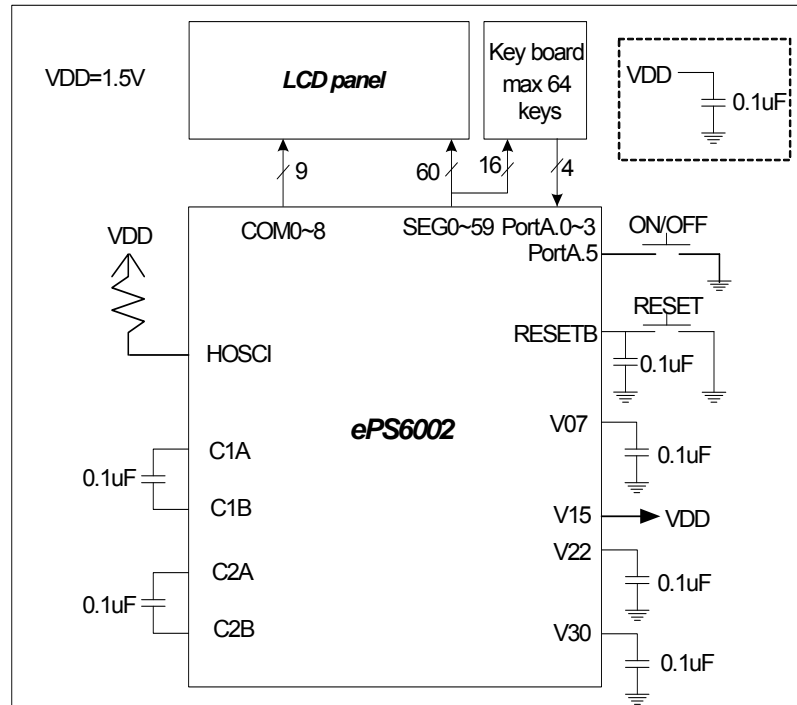 VDD=1.5V
LCD panel
Key board
max 64
keys
VDD
0.1uF
9
60
16
4
COM0~8
SEG0~59
PortA.0~3
PortA.5
ON/OFF
VDD
HOSCI
RESETB
RESET
0.1uF
ePS6002
C1A
0.1uF
C1B
V07
0.1uF
V15
VDD
C2A
0.1uF
C2B
V22
0.1uF
V30
0.1uF